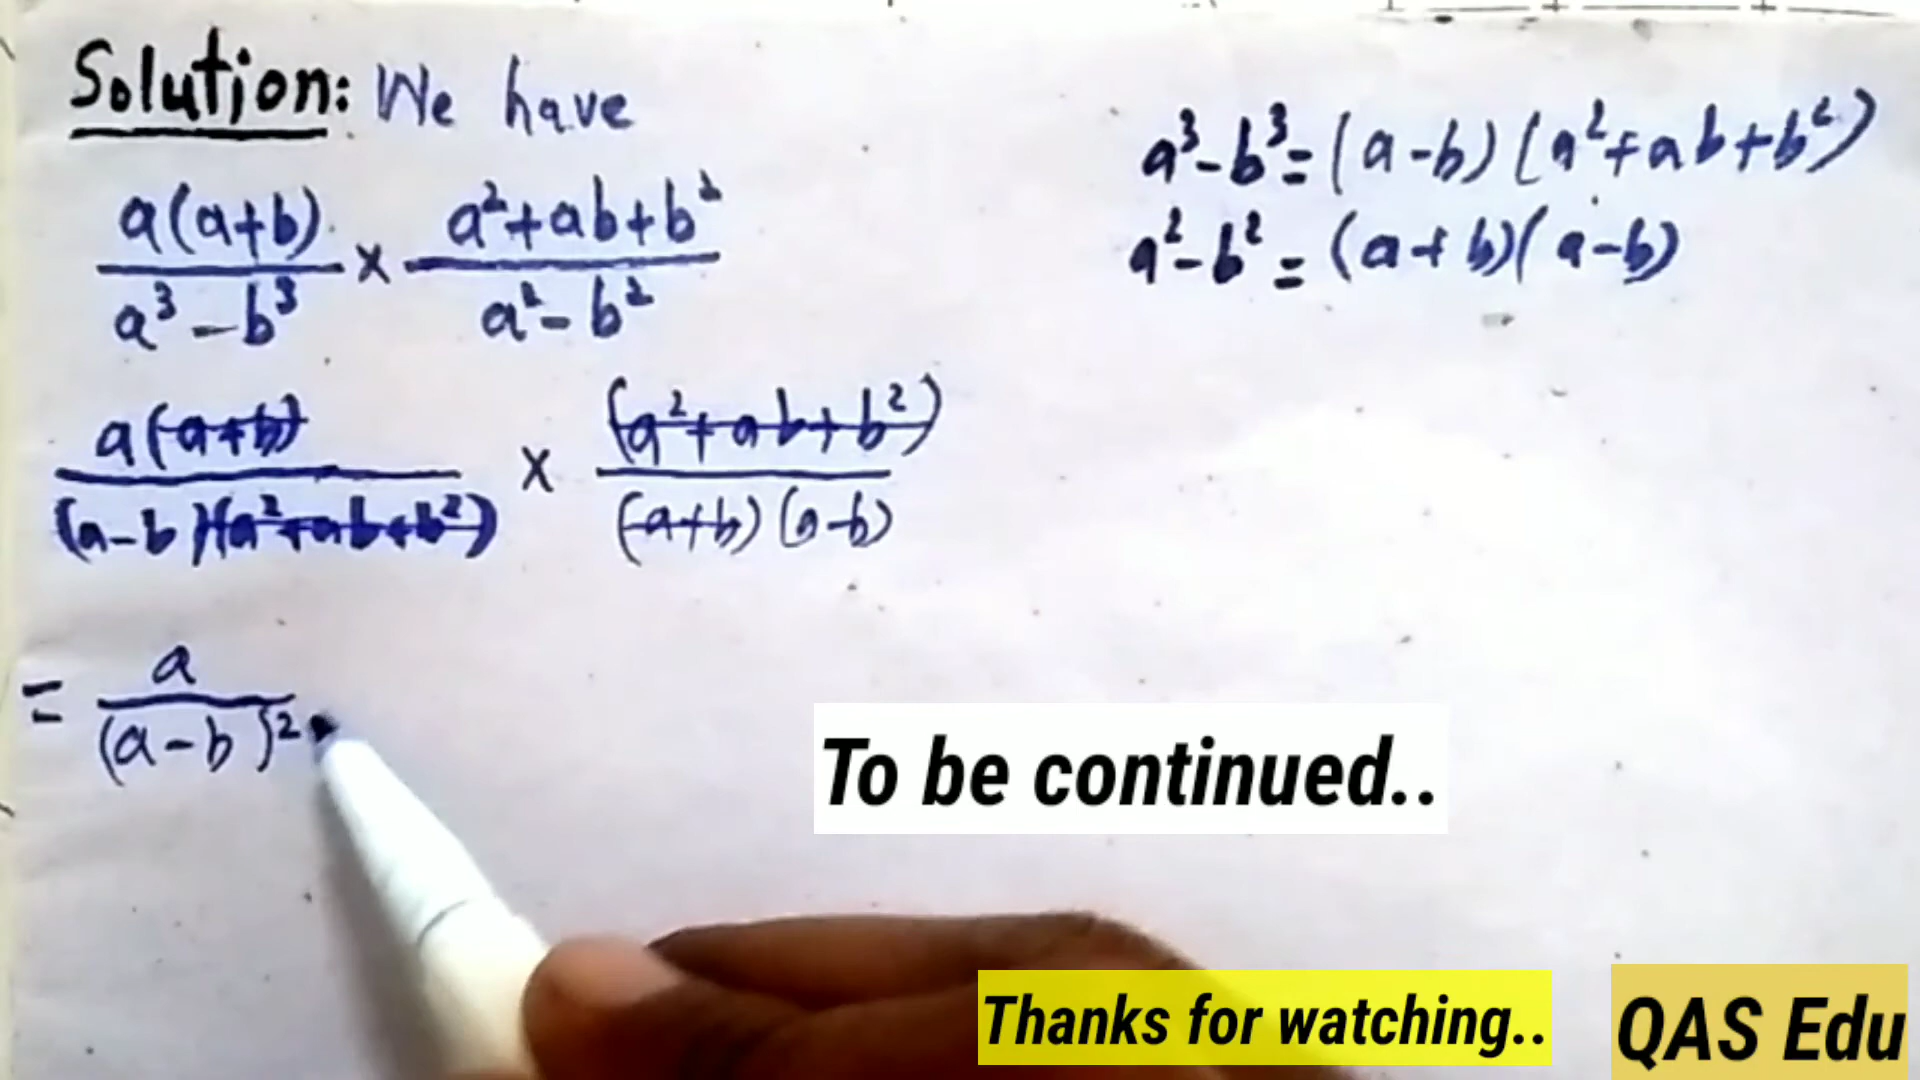 Solution: We have
a(a+b) / a³ - b³ × a²+ab+b² / a² - b²
a(a+b) / (a-b)(a²+ab+b²) × (a²+ab+b²) / (a+b)(a-b)
= a / (a-b)²
a³-b³=(a-b)(a²+ab+b²)
a²-b²=(a+b)(a-b)
To be continued..
Thanks for watching..
QAS Edu